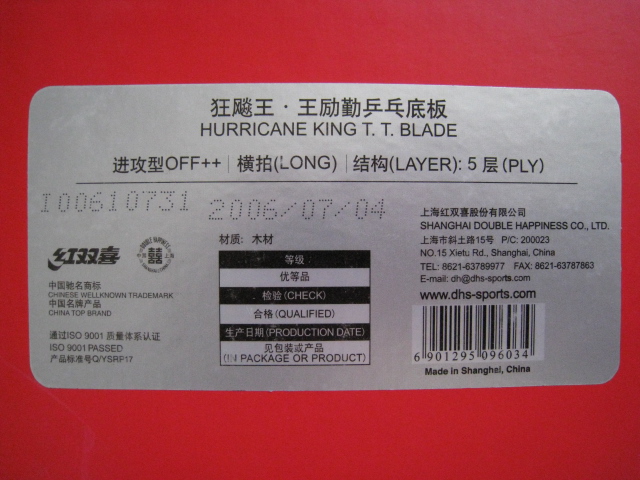 狂飚王·王励勤乒乓底板
HURRICANE KING T. T. BLADE
进攻型OFF++ | 横拍(LONG) | 结构(LAYER): 5 层(PLY)
I00610731 2006/07/04
红双喜
DOUBLE HAPPINESS
中国驰名商标
CHINESE WELLKNOWN TRADEMARK
中国名牌产品
CHINA TOP BRAND
通过ISO 9001 质量体系认证
ISO 9001 PASSED
产品标准号Q/YSRP17
材质: 木材
等级
优等品
检验(CHECK)
合格(QUALIFIED)
生产日期(PRODUCTION DATE)
见包装或产品
(IN PACKAGE OR PRODUCT)
上海红双喜股份有限公司
SHANGHAI DOUBLE HAPPINESS CO., LTD.
上海市斜土路15号 P/C: 200023
NO.15 Xietu Rd., Shanghai, China
TEL: 8621-63789977 FAX: 8621-63787863
E-mail: dh@dhs-sports.com
www.dhs-sports.com
6 901295 096034
Made in Shanghai, China